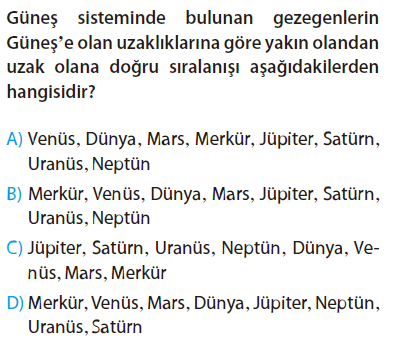 Güneş sisteminde bulunan gezegenlerin
Güneş’e olan uzaklıklarına göre yakın olandan
uzak olana doğru sıralanışı aşağıdakilerden
hangisidir?
A) Venüs, Dünya, Mars, Merkür, Jüpiter, Satürn,
Uranüs, Neptün
B) Merkür, Venüs, Dünya, Mars, Jüpiter, Satürn,
Uranüs, Neptün
C) Jüpiter, Satürn, Uranüs, Neptün, Dünya, Ve-
nüs, Mars, Merkür
D) Merkür, Venüs, Mars, Dünya, Jüpiter, Neptün,
Uranüs, Satürn